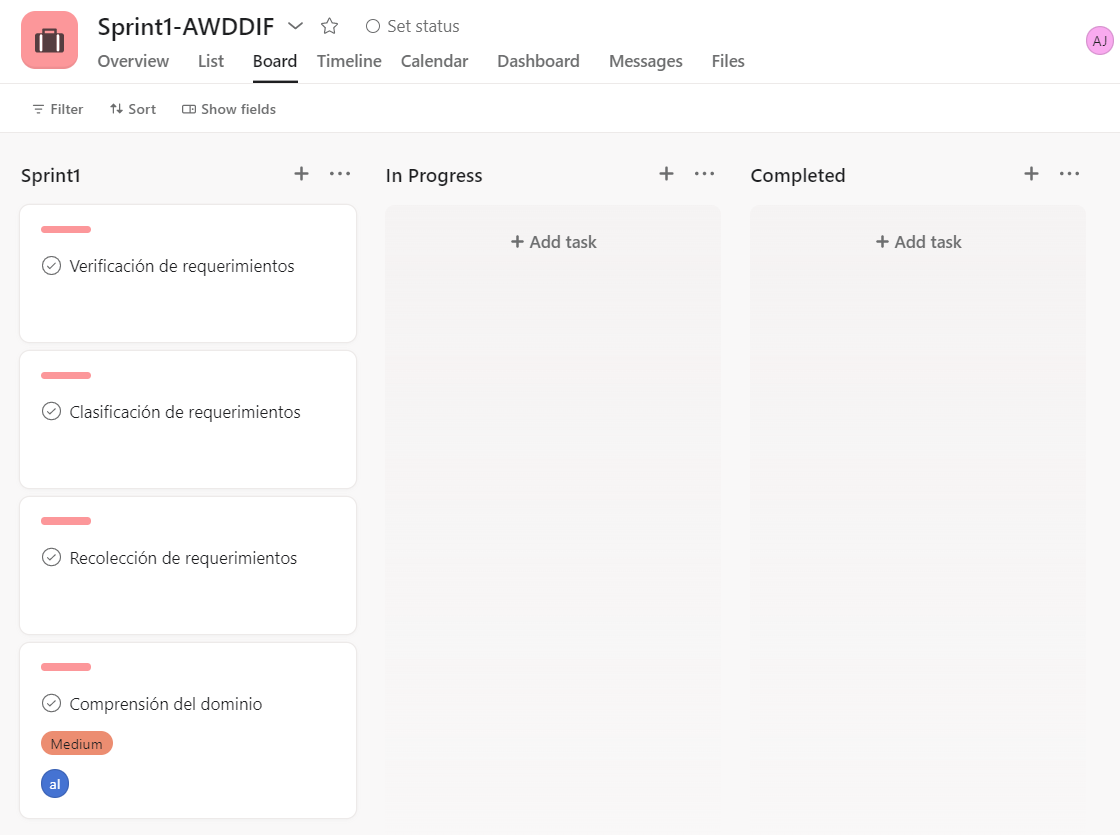 Sprint1-AWDDIF Set status
AJ
Overview List Board Timeline Calendar Dashboard Messages Files
Filter Sort Show fields
Sprint1
Verificación de requerimientos
Clasificación de requerimientos
Recolección de requerimientos
Comprensión del dominio
Medium
al
In Progress
+ Add task
Completed
+ Add task